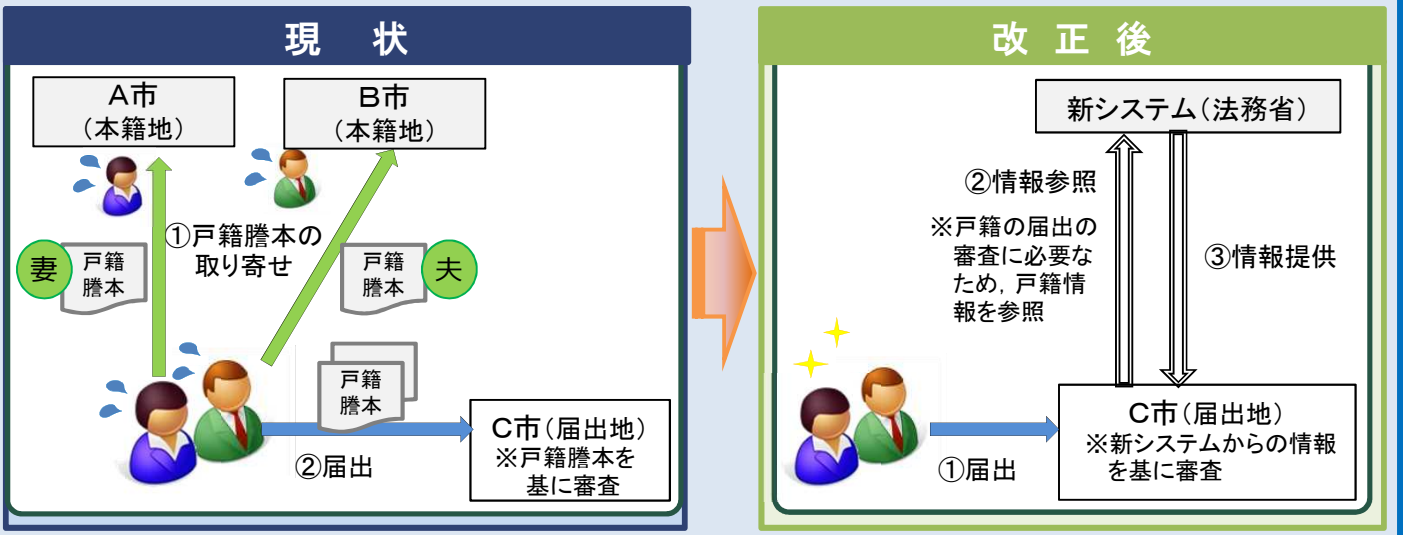 現 状
A市
(本籍地)
B市
(本籍地)
①戸籍謄本の
取り寄せ
妻
戸籍
謄本
戸籍
謄本
夫
戸籍
謄本
②届出
C市(届出地)
※戸籍謄本を
基に審査
改 正 後
新システム(法務省)
②情報参照
※戸籍の届出の
審査に必要な
ため,戸籍情
報を参照
③情報提供
①届出
C市(届出地)
※新システムからの情報
を基に審査